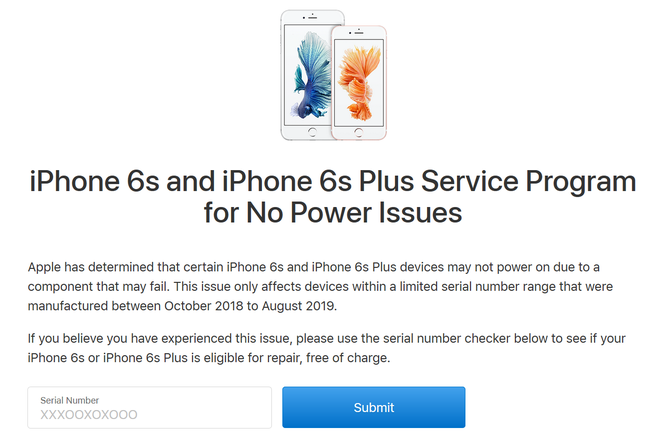 iPhone 6s and iPhone 6s Plus Service Program
for No Power Issues
Apple has determined that certain iPhone 6s and iPhone 6s Plus devices may not power on due to a
component that may fail. This issue only affects devices within a limited serial number range that were
manufactured between October 2018 to August 2019.
If you believe you have experienced this issue, please use the serial number checker below to see if your
iPhone 6s or iPhone 6s Plus is eligible for repair, free of charge.
Serial Number
XXXOOXOXOOO
Submit